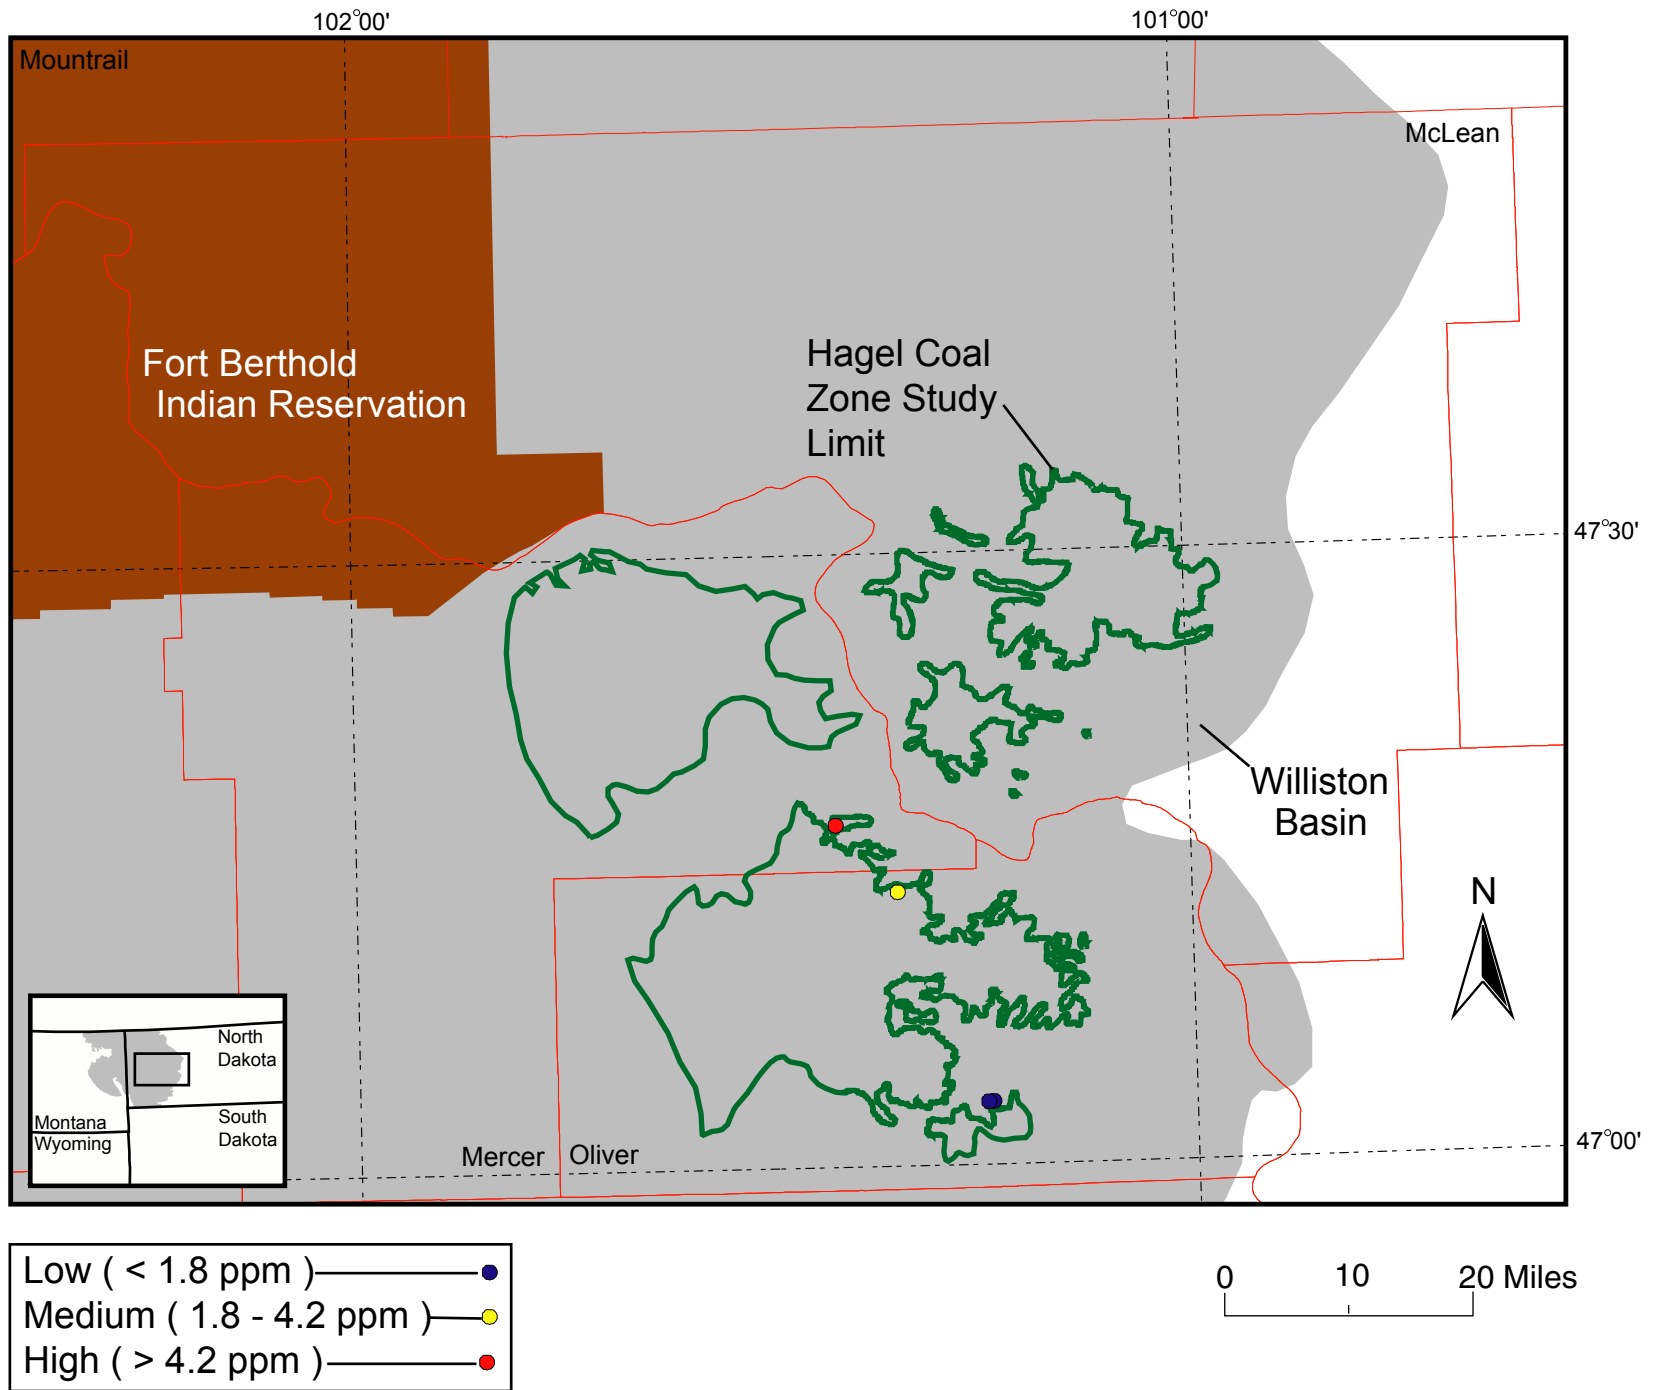 102°00'
101°00'
Mountrail
McLean
Fort Berthold
Indian Reservation
Hagel Coal
Zone Study
Limit
47°30'
Williston
Basin
N
North
Dakota
South
Dakota
Montana
Wyoming
Mercer
Oliver
47°00'
Low ( < 1.8 ppm )
Medium ( 1.8 - 4.2 ppm )
High ( > 4.2 ppm )
0 10 20 Miles